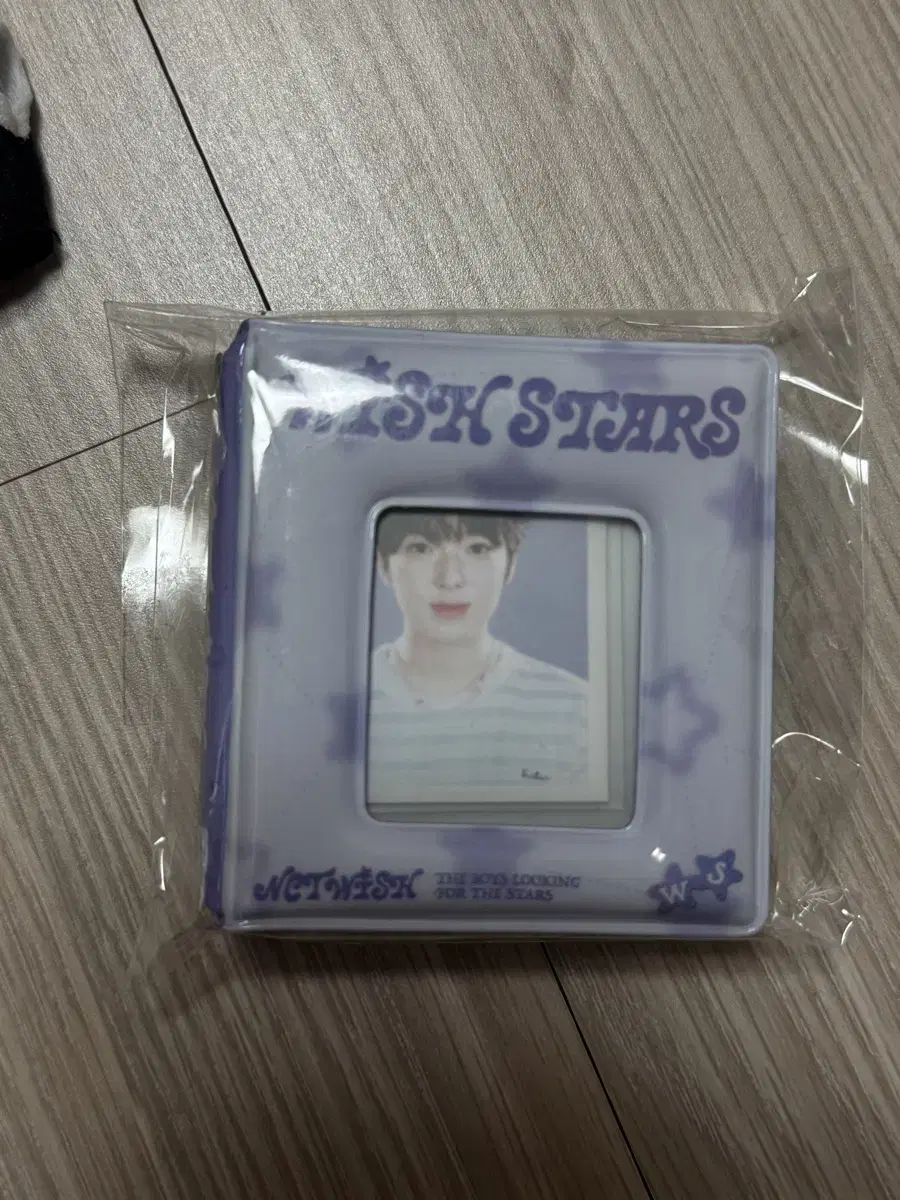 WISH STARS
NCT WISH
THE BOYS LOOKING
FOR THE STARS
W S